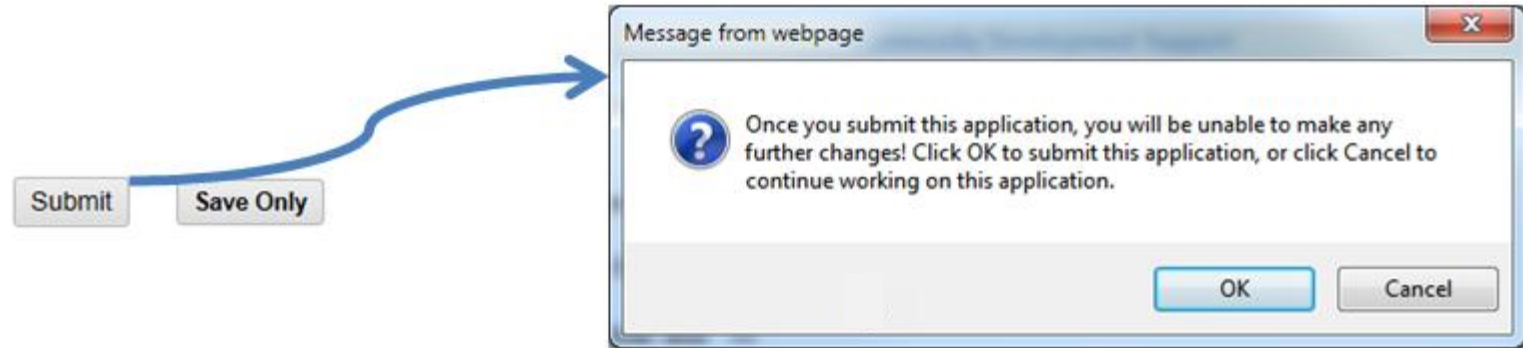 Message from webpage
Once you submit this application, you will be unable to make any
further changes! Click OK to submit this application, or click Cancel to
continue working on this application.
Submit
Save Only
OK
Cancel